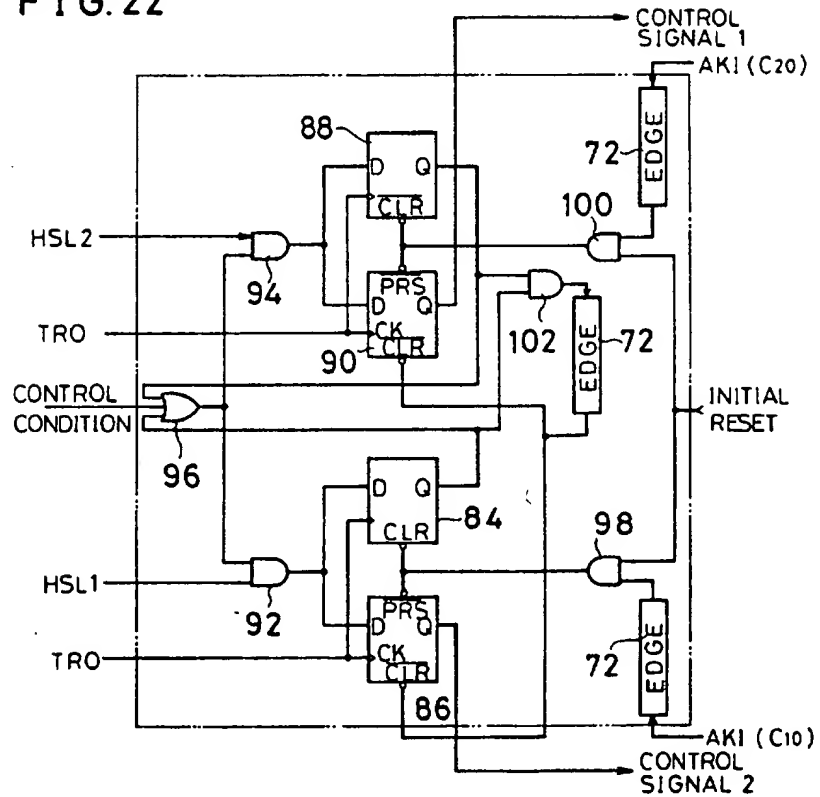 FIG. 22
CONTROL
SIGNAL 1
AKI (C20)
88
D Q
CLR
72
EDGE
100
HSL2
94
PRS
D Q
CK
CLR
90
TRO
102
EDGE
72
CONTROL
CONDITION
96
INITIAL
RESET
D Q
CLR
84
98
HSL1
92
PRS
D Q
CK
CLR
86
TRO
72
EDGE
AKI (C10)
CONTROL
SIGNAL 2